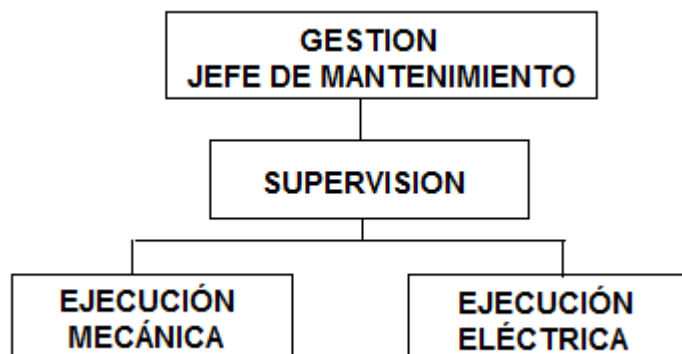 GESTION
JEFE DE MANTENIMIENTO
SUPERVISION
EJECUCIÓN
MECÁNICA
EJECUCIÓN
ELÉCTRICA